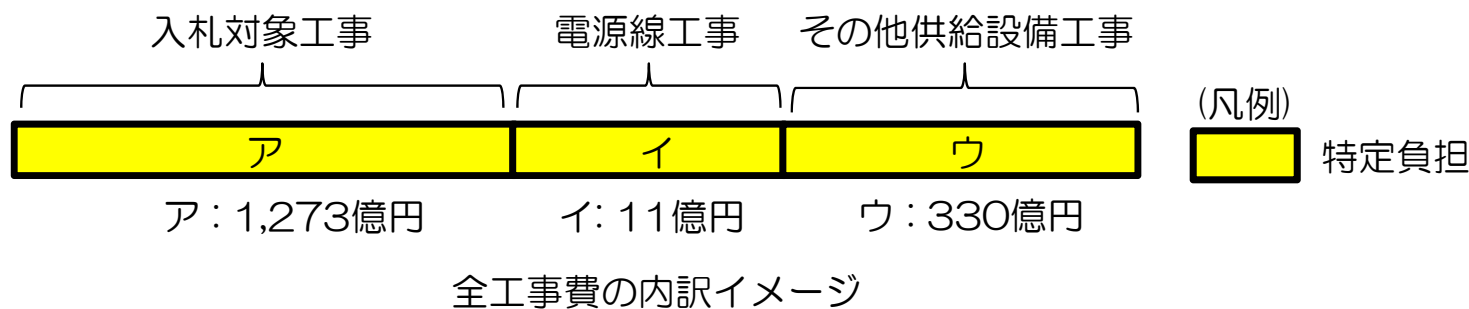 入札対象工事 電源線工事 その他供給設備工事
(凡例)
ア イ ウ 特定負担
ア：1,273億円 イ：11億円 ウ：330億円
全工事費の内訳イメージ